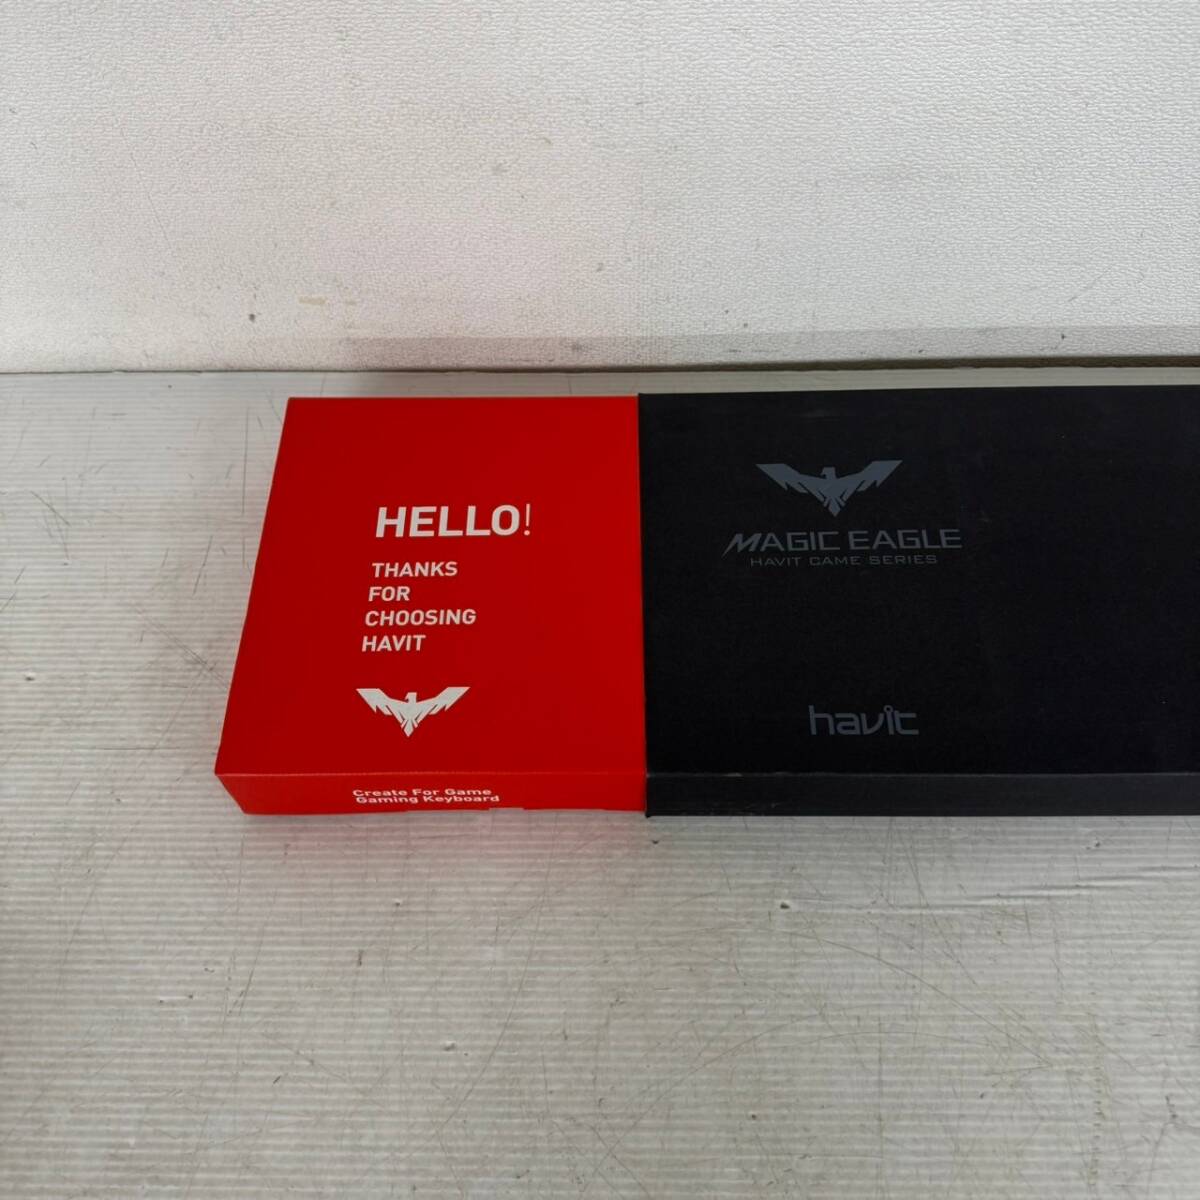 HELLO!
THANKS
FOR
CHOOSING
HAVIT
Create For Game
Gaming Keyboard
MAGIC EAGLE
HAVIT GAME SERIES
havit